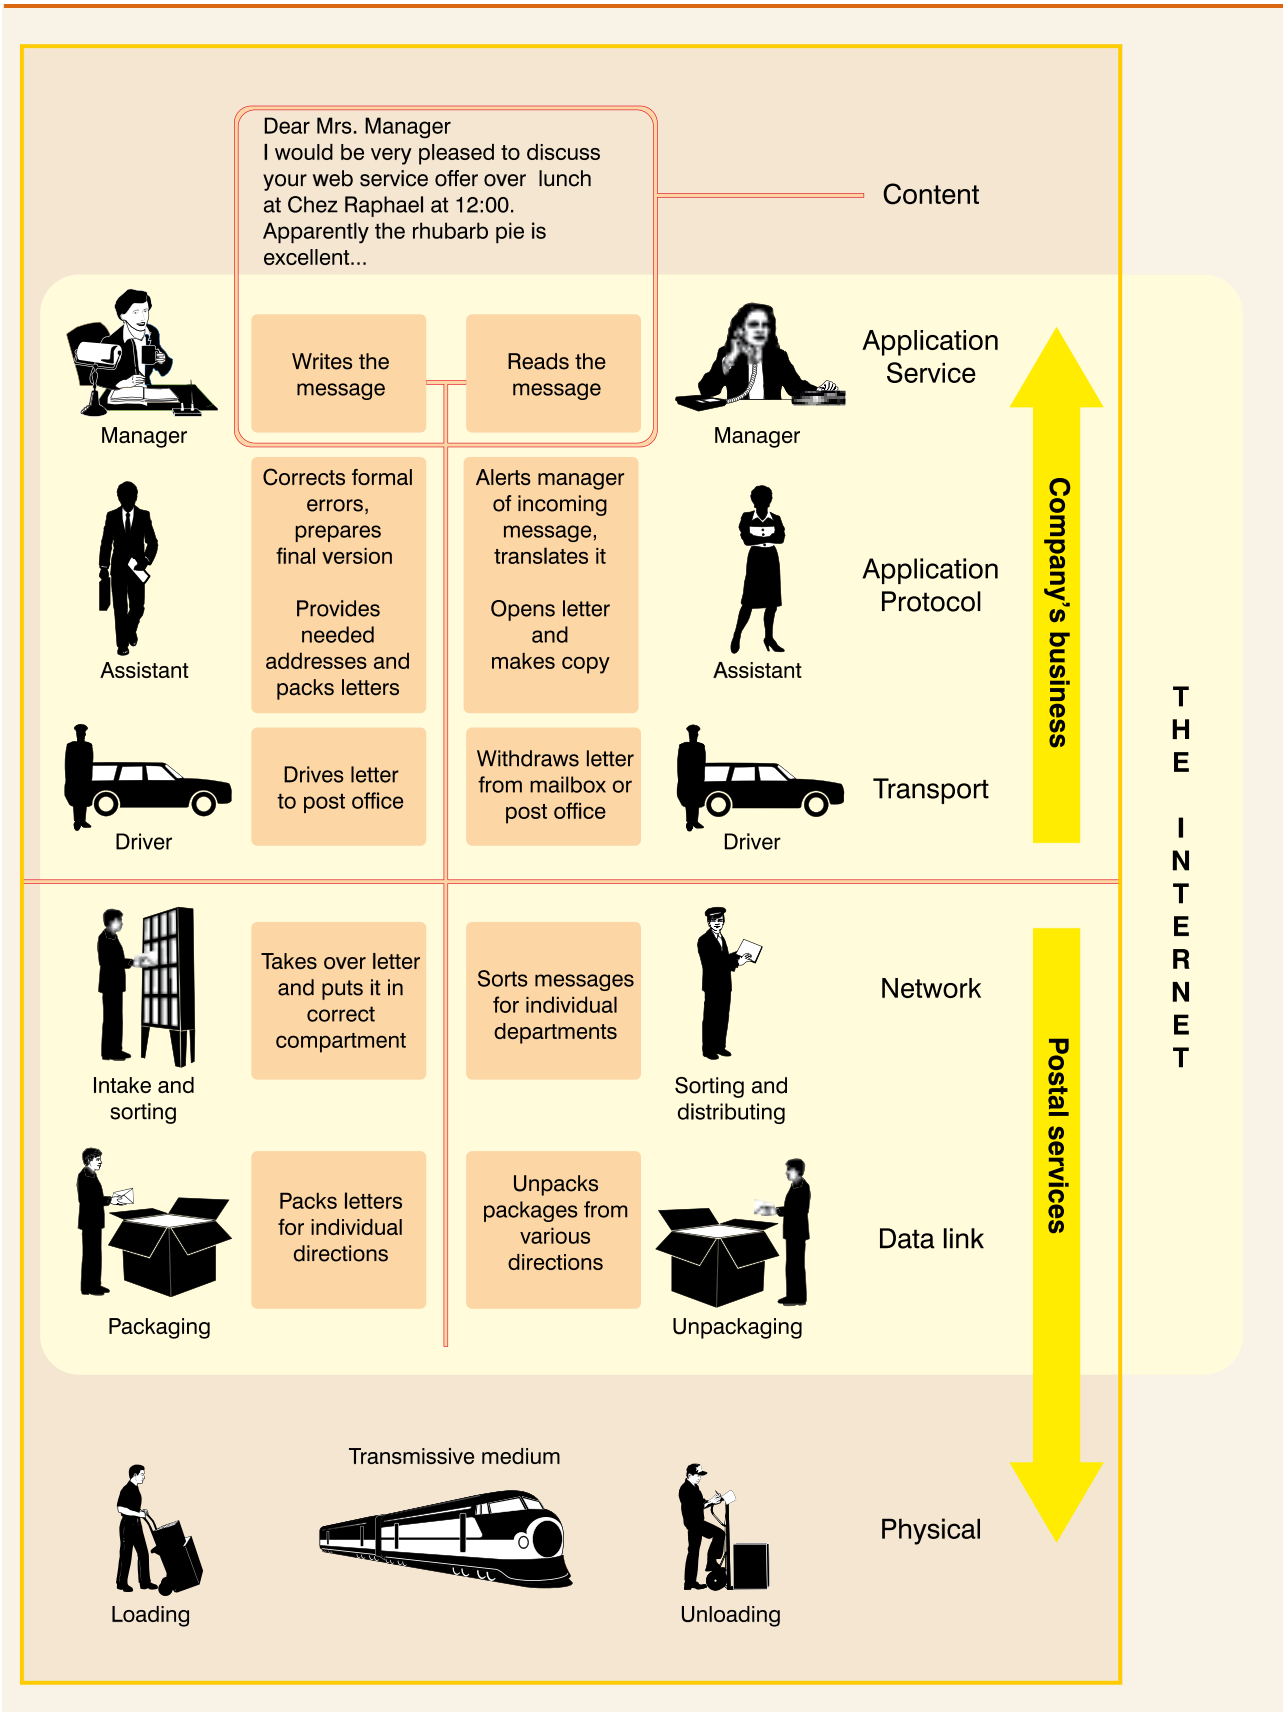 Dear Mrs. Manager
I would be very pleased to discuss
your web service offer over lunch
at Chez Raphael at 12:00.
Apparently the rhubarb pie is
excellent...
Content
Writes the
message
Reads the
message
Application
Service
Manager
Manager
Corrects formal
errors,
prepares
final version
Provides
needed
addresses and
packs letters
Alerts manager
of incoming
message,
translates it
Opens letter
and
makes copy
Application
Protocol
Assistant
Assistant
Company's business
Drives letter
to post office
Withdraws letter
from mailbox or
post office
Transport
Driver
Driver
THE INTERNET
Takes over letter
and puts it in
correct
compartment
Sorts messages
for individual
departments
Network
Intake and
sorting
Sorting and
distributing
Postal services
Packs letters
for individual
directions
Unpacks
packages from
various
directions
Data link
Packaging
Unpackaging
Transmissive medium
Physical
Loading
Unloading